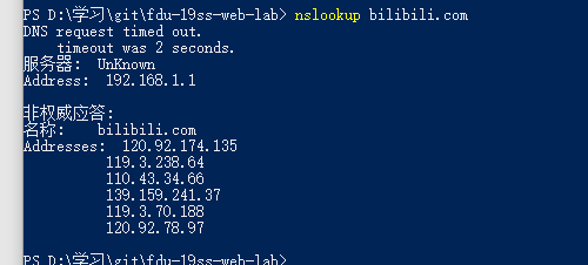 PS D:\学习\git\fdu-19ss-web-lab> nslookup bilibili.com
DNS request timed out.
    timeout was 2 seconds.
服务器:  UnKnown
Address:  192.168.1.1

非权威应答:
名称:    bilibili.com
Addresses:  120.92.174.135
          119.3.238.64
          110.43.34.66
          139.159.241.37
          119.3.70.188
          120.92.78.97

PS D:\学习\git\fdu-19ss-web-lab>